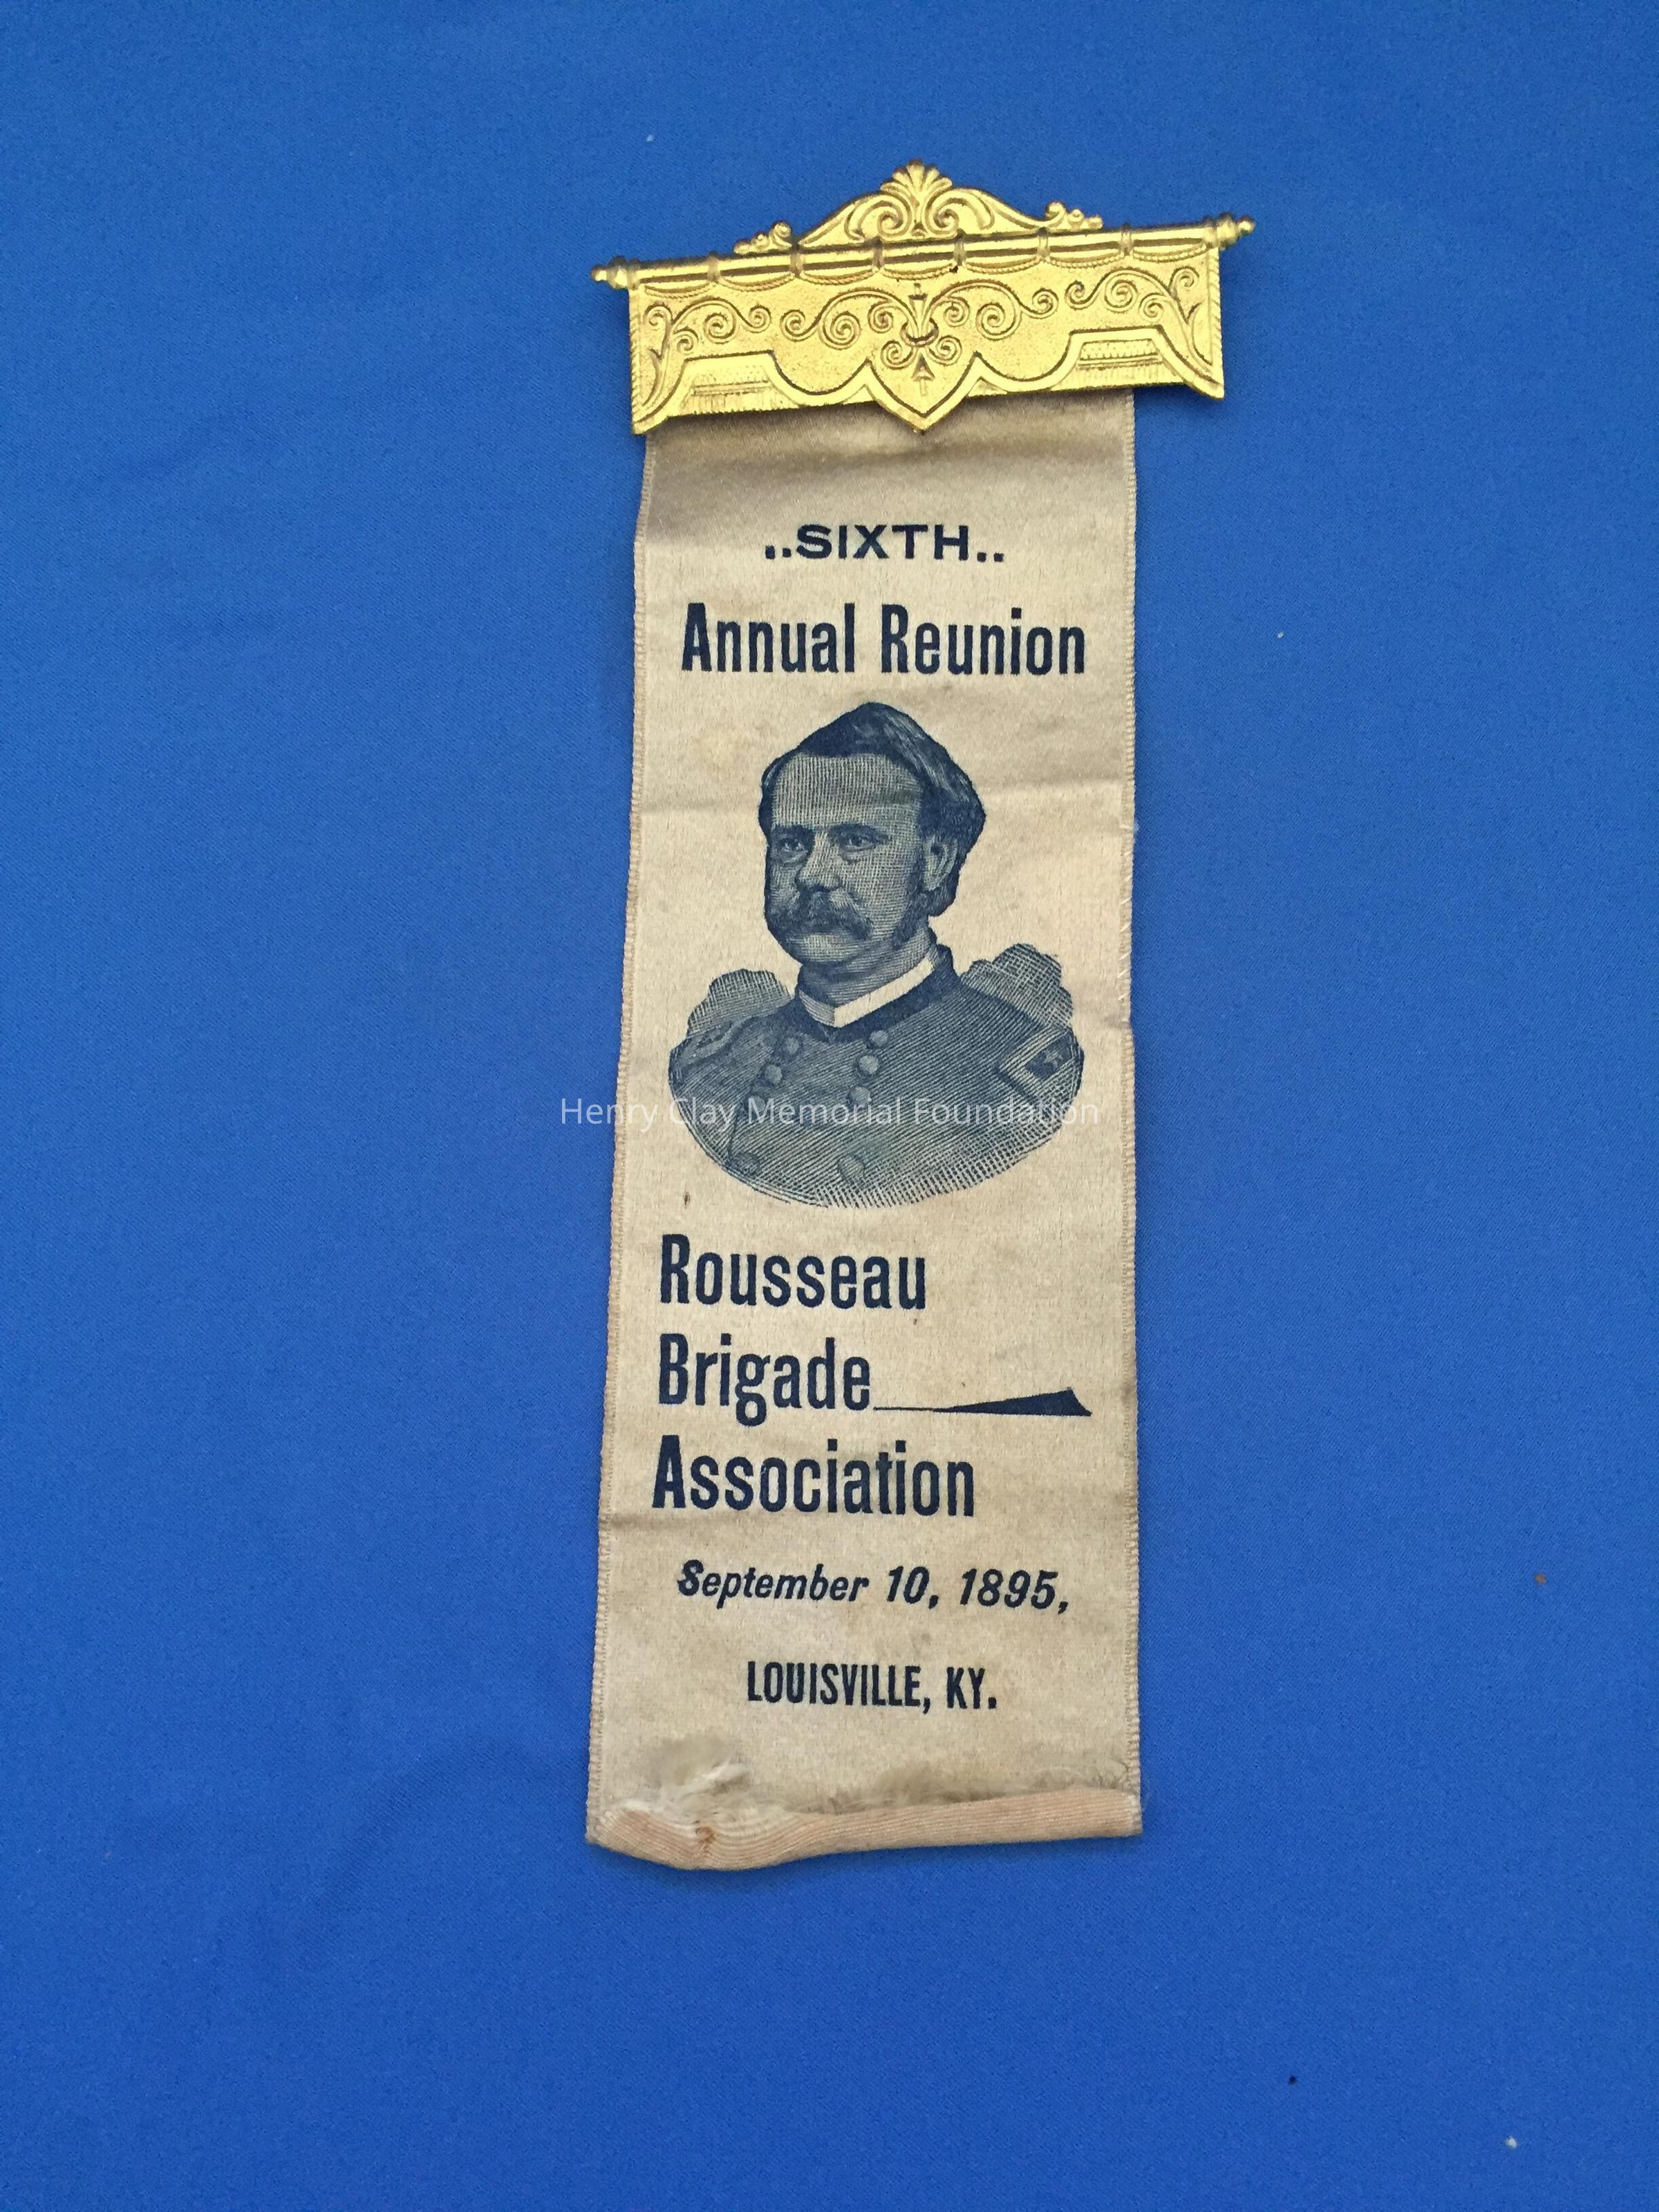 ..SIXTH..
Annual Reunion
Henry Clay Memorial Foundation
Rousseau
Brigade
Association
September 10, 1895,
LOUISVILLE, KY.